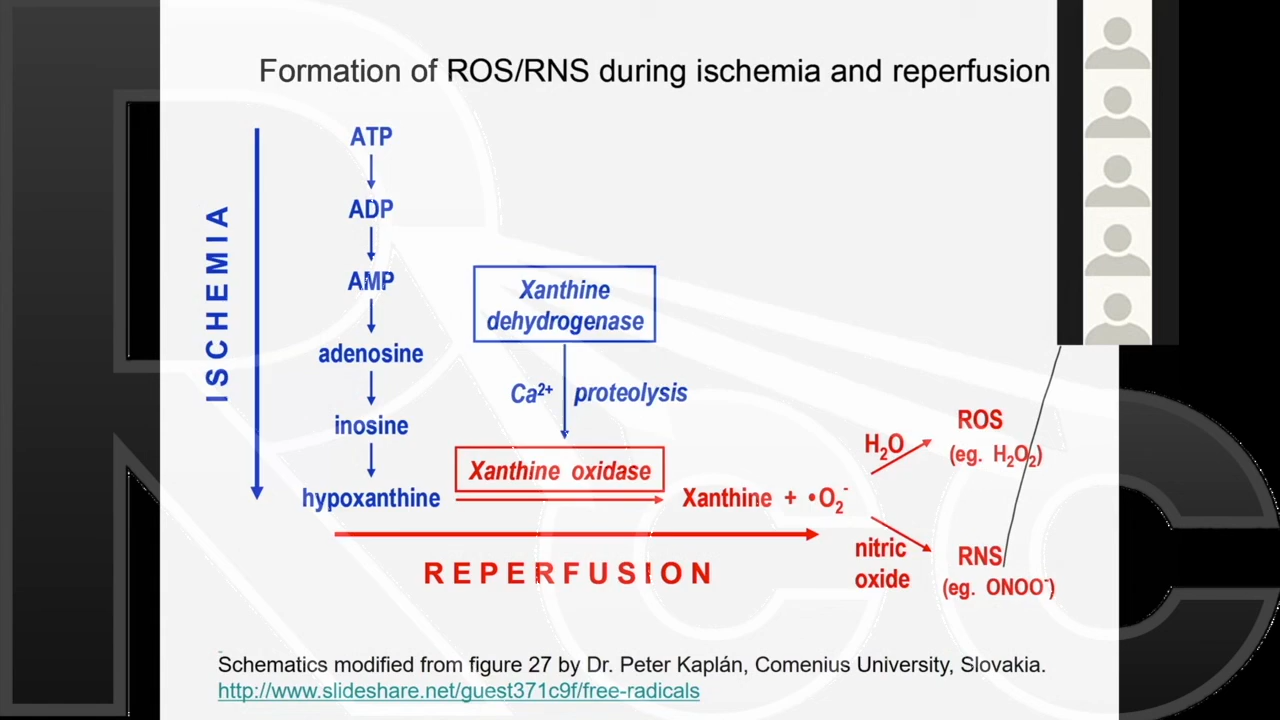 Formation of ROS/RNS during ischemia and reperfusion
ISCHEMIA
ATP
ADP
AMP
adenosine
inosine
hypoxanthine
Xanthine
dehydrogenase
Ca²⁺ proteolysis
Xanthine oxidase
Xanthine + •O₂⁻
REPERFUSION
H₂O
ROS
(eg. H₂O₂)
nitric
oxide
RNS
(eg. ONOO⁻)
Schematics modified from figure 27 by Dr. Peter Kaplán, Comenius University, Slovakia.
http://www.slideshare.net/guest371c9f/free-radicals